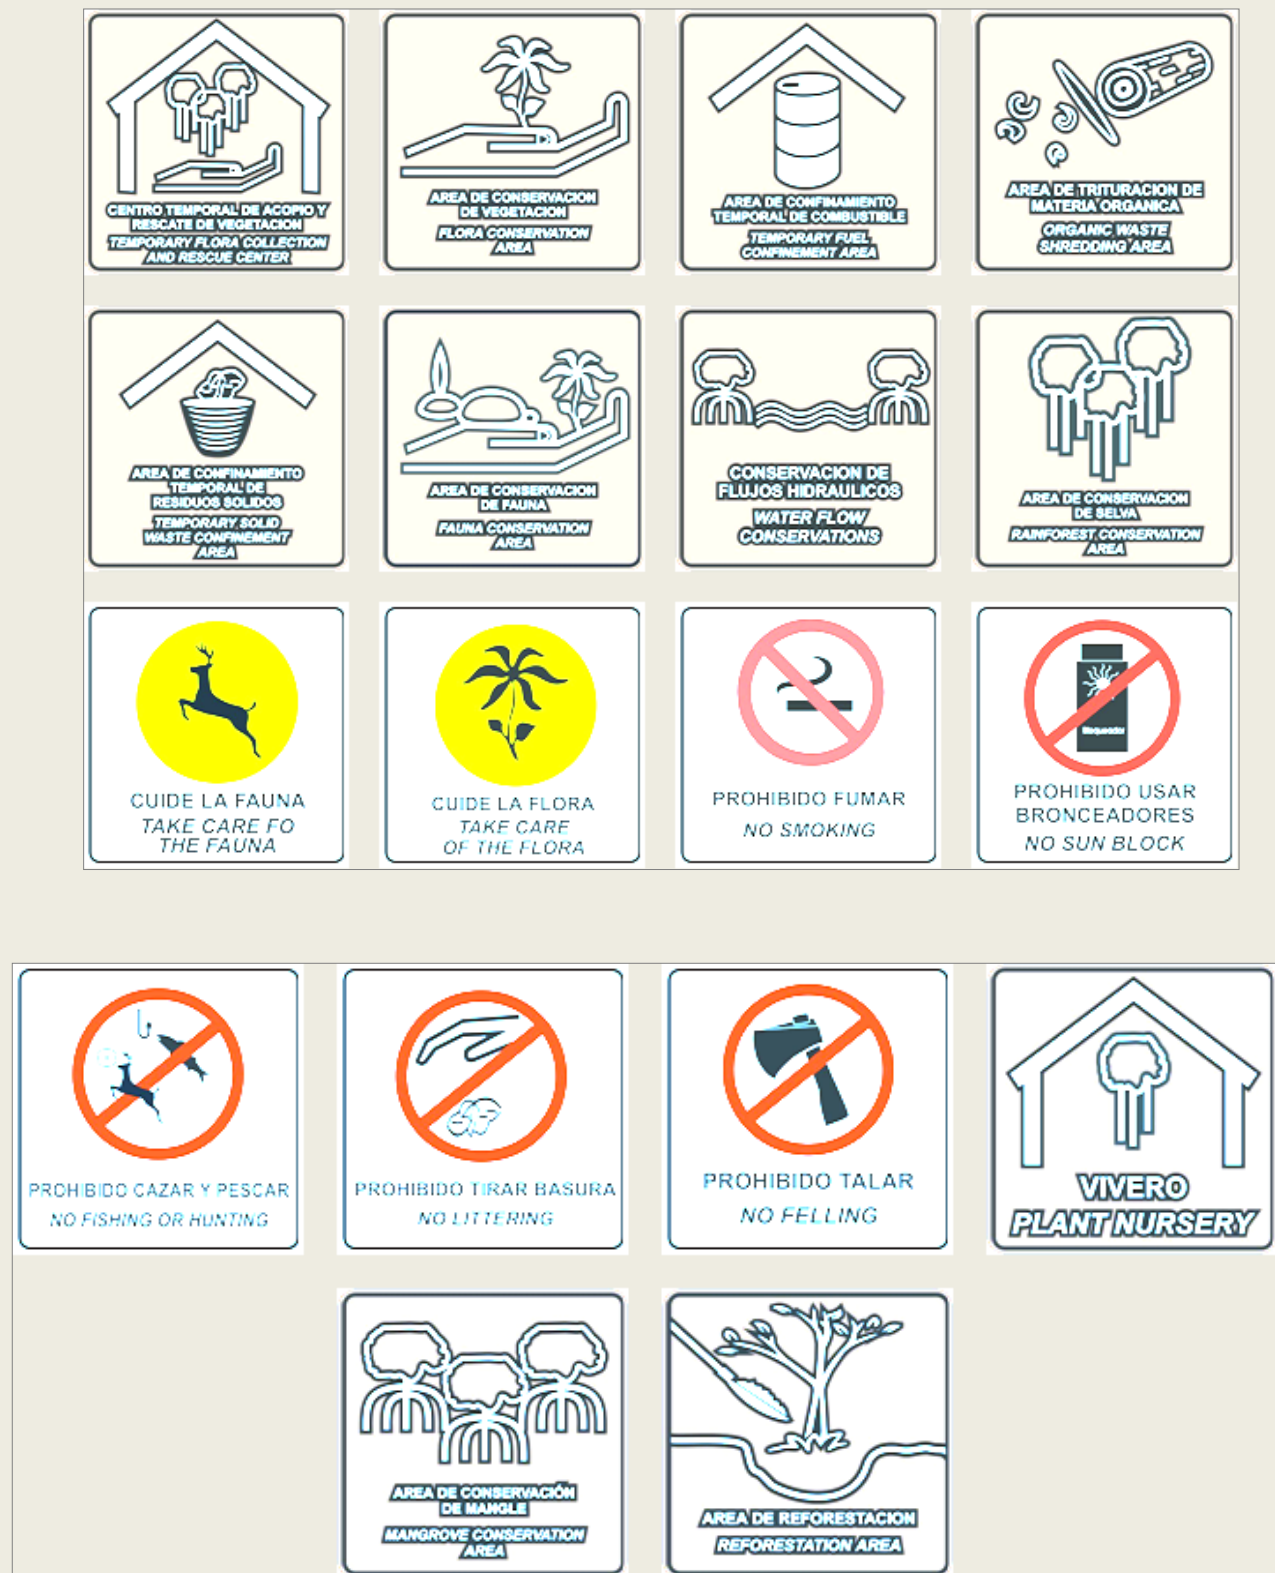 CENTRO TEMPORAL DE ACOPIO Y
RESCATE DE VEGETACION
TEMPORARY FLORA COLLECTION
AND RESCUE CENTER
AREA DE CONSERVACION
DE VEGETACION
FLORA CONSERVATION
AREA
AREA DE CONFINAMIENTO
TEMPORAL DE COMBUSTIBLE
TEMPORARY FUEL
CONFINEMENT AREA
AREA DE TRITURACION DE
MATERIA ORGANICA
ORGANIC WASTE
SHREDDING AREA
AREA DE CONFINAMIENTO
TEMPORAL DE
RESIDUOS SOLIDOS
TEMPORARY SOLID
WASTE CONFINEMENT
AREA
AREA DE CONSERVACION
DE FAUNA
FAUNA CONSERVATION
AREA
CONSERVACION DE
FLUJOS HIDRAULICOS
WATER FLOW
CONSERVATIONS
AREA DE CONSERVACION
DE SELVA
RAINFOREST CONSERVATION
AREA
CUIDE LA FAUNA
TAKE CARE FO
THE FAUNA
CUIDE LA FLORA
TAKE CARE
OF THE FLORA
PROHIBIDO FUMAR
NO SMOKING
Bloqueador
PROHIBIDO USAR
BRONCEADORES
NO SUN BLOCK
PROHIBIDO CAZAR Y PESCAR
NO FISHING OR HUNTING
PROHIBIDO TIRAR BASURA
NO LITTERING
PROHIBIDO TALAR
NO FELLING
VIVERO
PLANT NURSERY
AREA DE CONSERVACIÓN
DE MANGLE
MANGROVE CONSERVATION
AREA
AREA DE REFORESTACION
REFORESTATION AREA